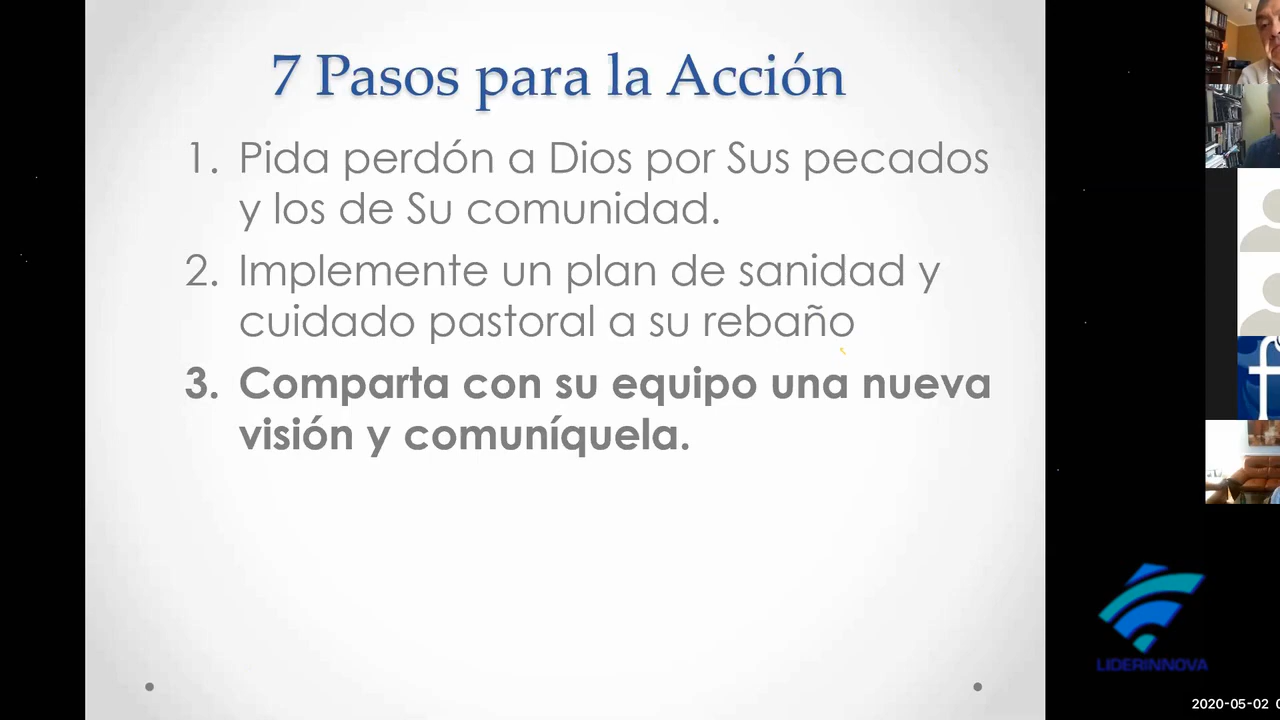 7 Pasos para la Acción
1. Pida perdón a Dios por Sus pecados
y los de Su comunidad.
2. Implemente un plan de sanidad y
cuidado pastoral a su rebaño
3. Comparta con su equipo una nueva
visión y comuníquela.
LIDERINNOVA
2020-05-02